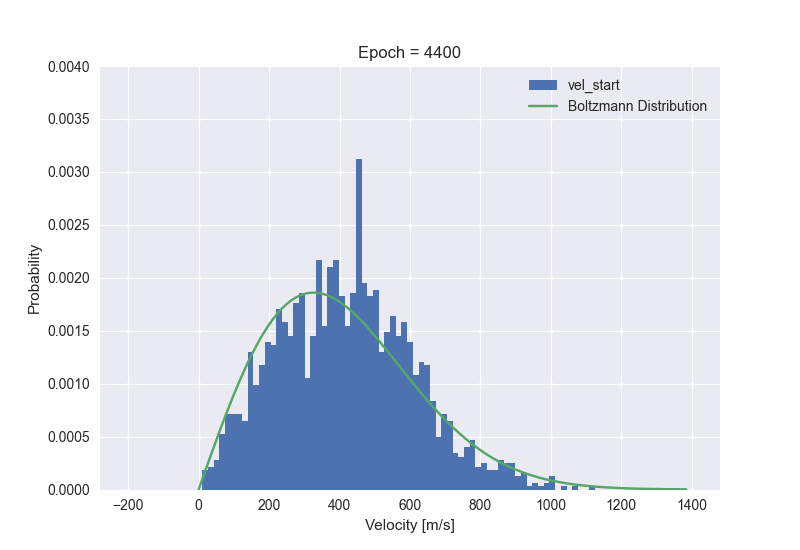 Epoch = 4400
vel_start
Boltzmann Distribution
0.0040
0.0035
0.0030
0.0025
0.0020
0.0015
0.0010
0.0005
0.0000
Probability
−200 0 200 400 600 800 1000 1200 1400
Velocity [m/s]